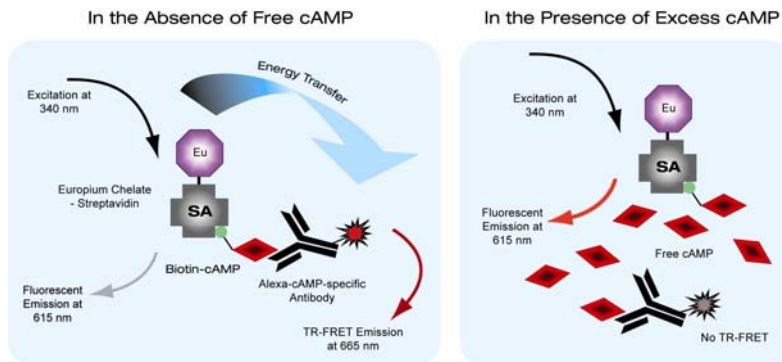 In the Absence of Free cAMP
Excitation at
340 nm
Energy Transfer
Eu
Europium Chelate
- Streptavidin
SA
Biotin-cAMP
Alexa-cAMP-specific
Antibody
Fluorescent
Emission at
615 nm
TR-FRET Emission
at 665 nm
In the Presence of Excess cAMP
Excitation at
340 nm
Eu
SA
Fluorescent
Emission at
615 nm
Free cAMP
No TR-FRET